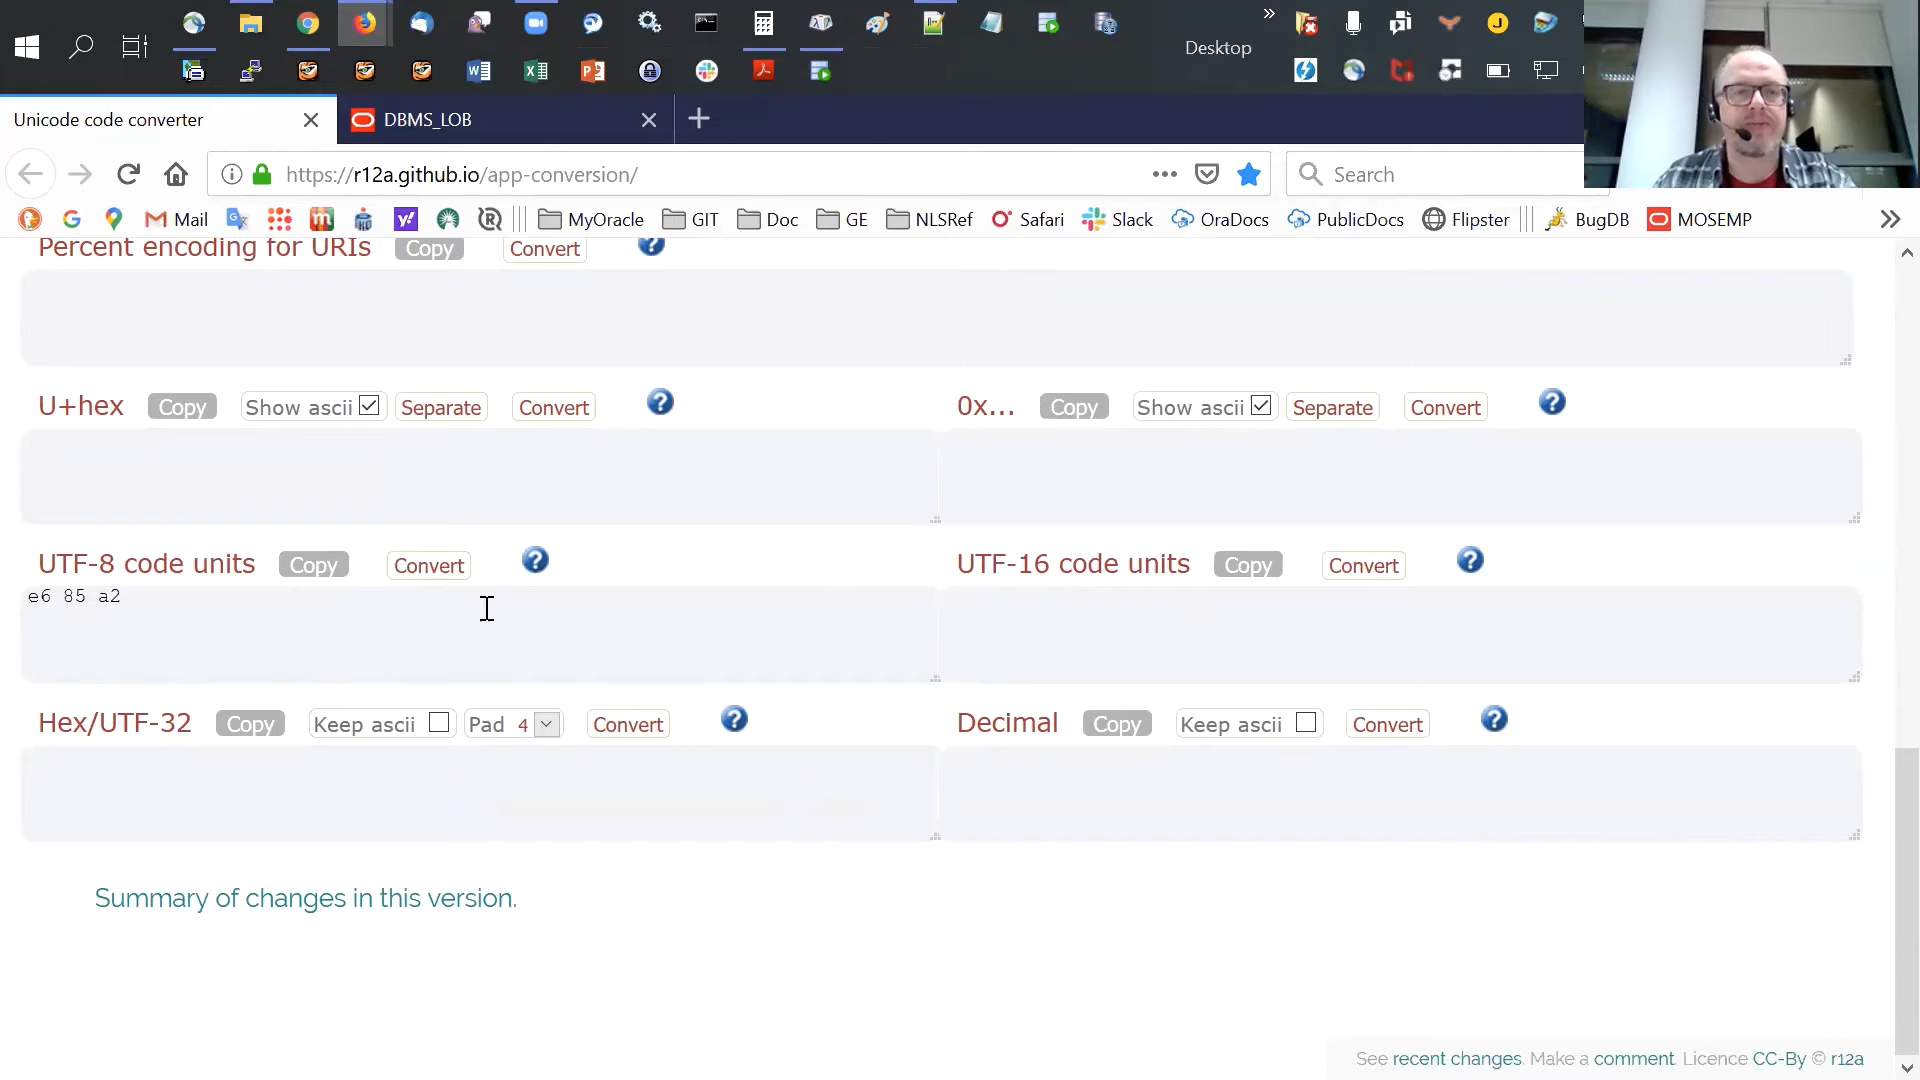 Desktop
Unicode code converter
DBMS_LOB
https://r12a.github.io/app-conversion/
Search
Mail
MyOracle
GIT
Doc
GE
NLSRef
Safari
Slack
OraDocs
PublicDocs
Flipster
BugDB
MOSEMP
Percent encoding for URIs Copy Convert
U+hex Copy Show ascii Separate Convert
0x... Copy Show ascii Separate Convert
UTF-8 code units Copy Convert
e6 85 a2
UTF-16 code units Copy Convert
Hex/UTF-32 Copy Keep ascii Pad 4 Convert
Decimal Copy Keep ascii Convert
Summary of changes in this version.
See recent changes. Make a comment. Licence CC-By © r12a